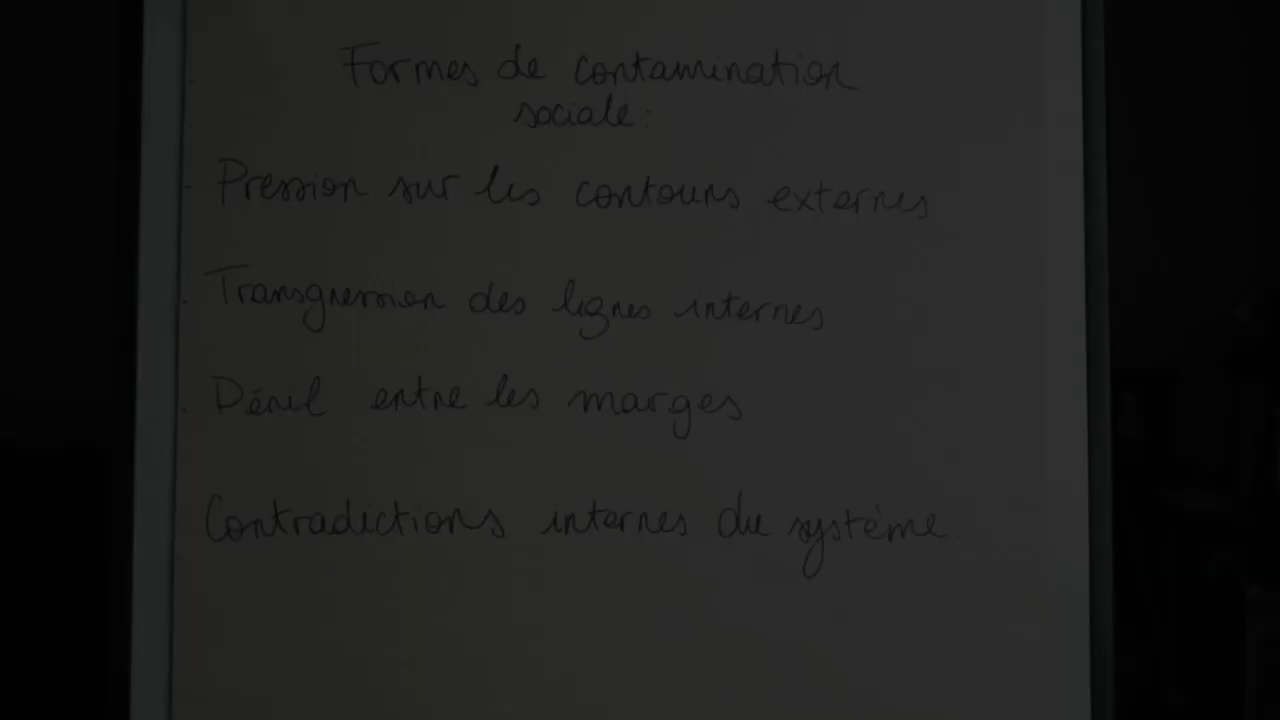 Formes de contamination
sociale:
- Pression sur les contours externes
. Transgression des lignes internes
. Déril entre les marges
Contradictions internes du système